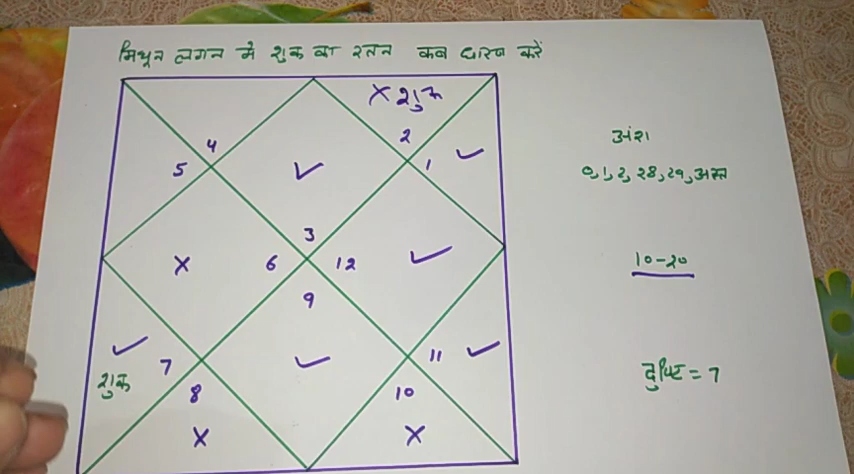 मिथुन लगन मे शुक्र का रतन कब धारण करें
X शुक्र
4 2
5 ✓ 1 ✓
3
X 6 12 ✓
9
✓ 7 ✓ 11 ✓
शुक्र 8 10
X X
अंश
0,1,2,28,29,अस्त
10-20
दृष्टि = 7